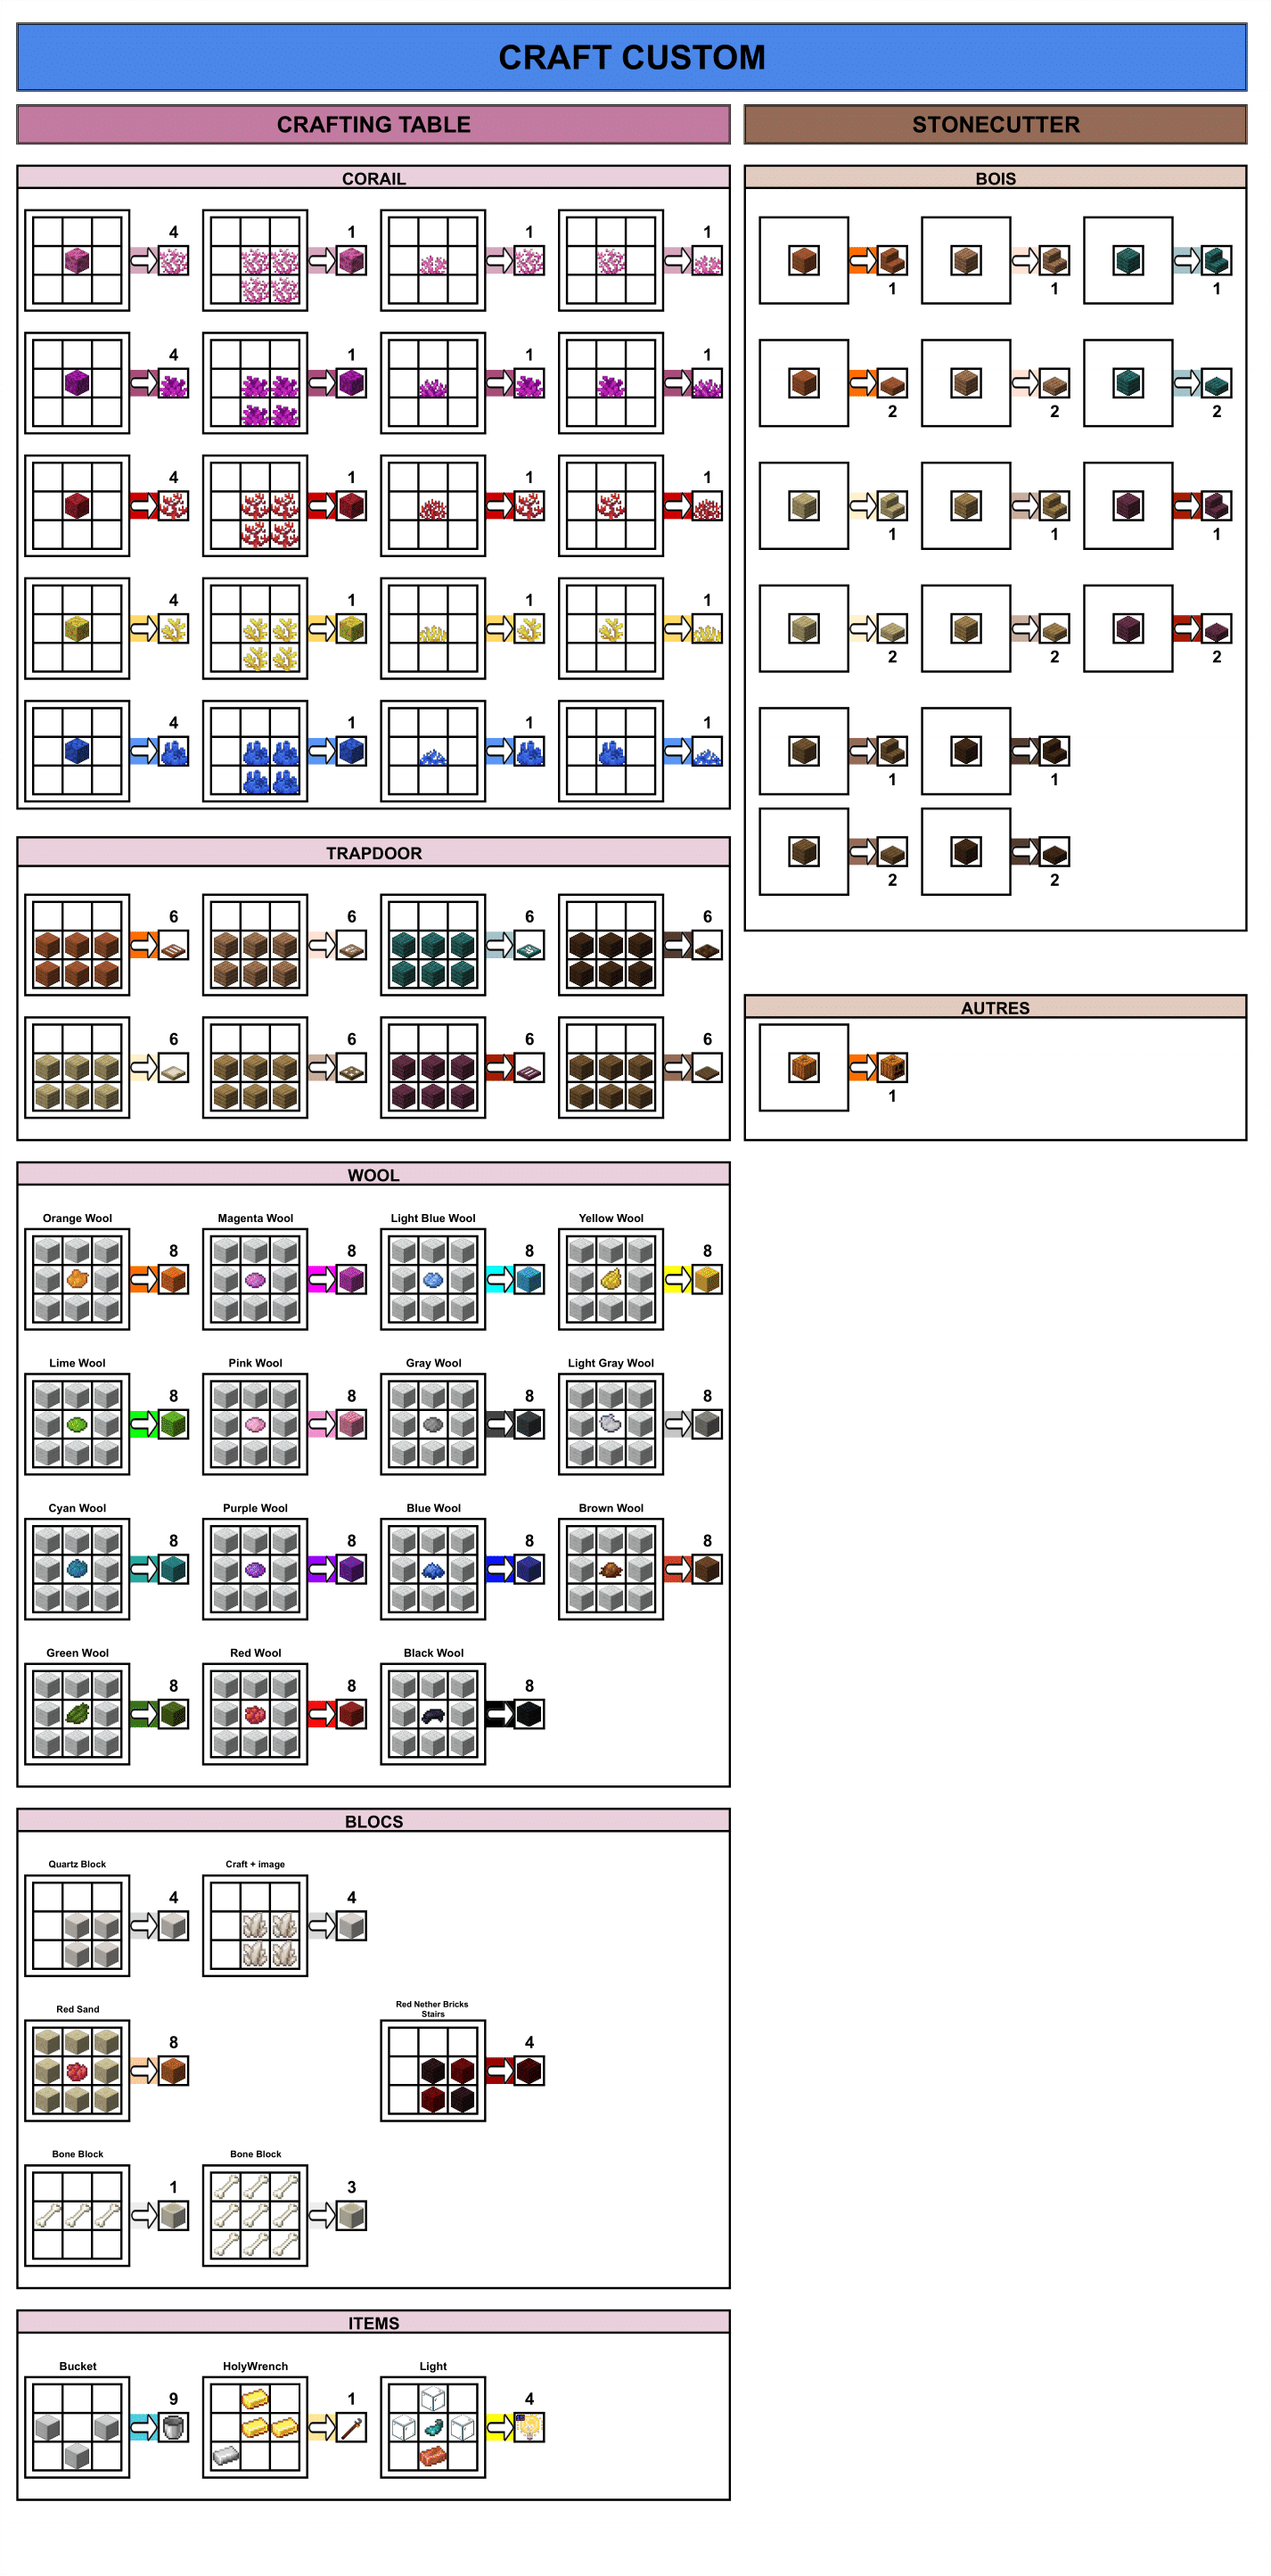 CRAFT CUSTOM
CRAFTING TABLE
STONECUTTER
CORAIL
4 1 1 1
4 1 1 1
4 1 1 1
4 1 1 1
4 1 1 1
TRAPDOOR
6 6 6 6
6 6 6 6
WOOL
Orange Wool Magenta Wool Light Blue Wool Yellow Wool
8 8 8 8
Lime Wool Pink Wool Gray Wool Light Gray Wool
8 8 8 8
Cyan Wool Purple Wool Blue Wool Brown Wool
8 8 8 8
Green Wool Red Wool Black Wool
8 8 8
BLOCS
Quartz Block Craft + image
4 4
Red Sand Red Nether Bricks
Stairs
8 4
Bone Block Bone Block
1 3
ITEMS
Bucket HolyWrench Light
9 1 4
BOIS
1 1 1
2 2 2
1 1 1
2 2 2
1 1
2 2
AUTRES
1